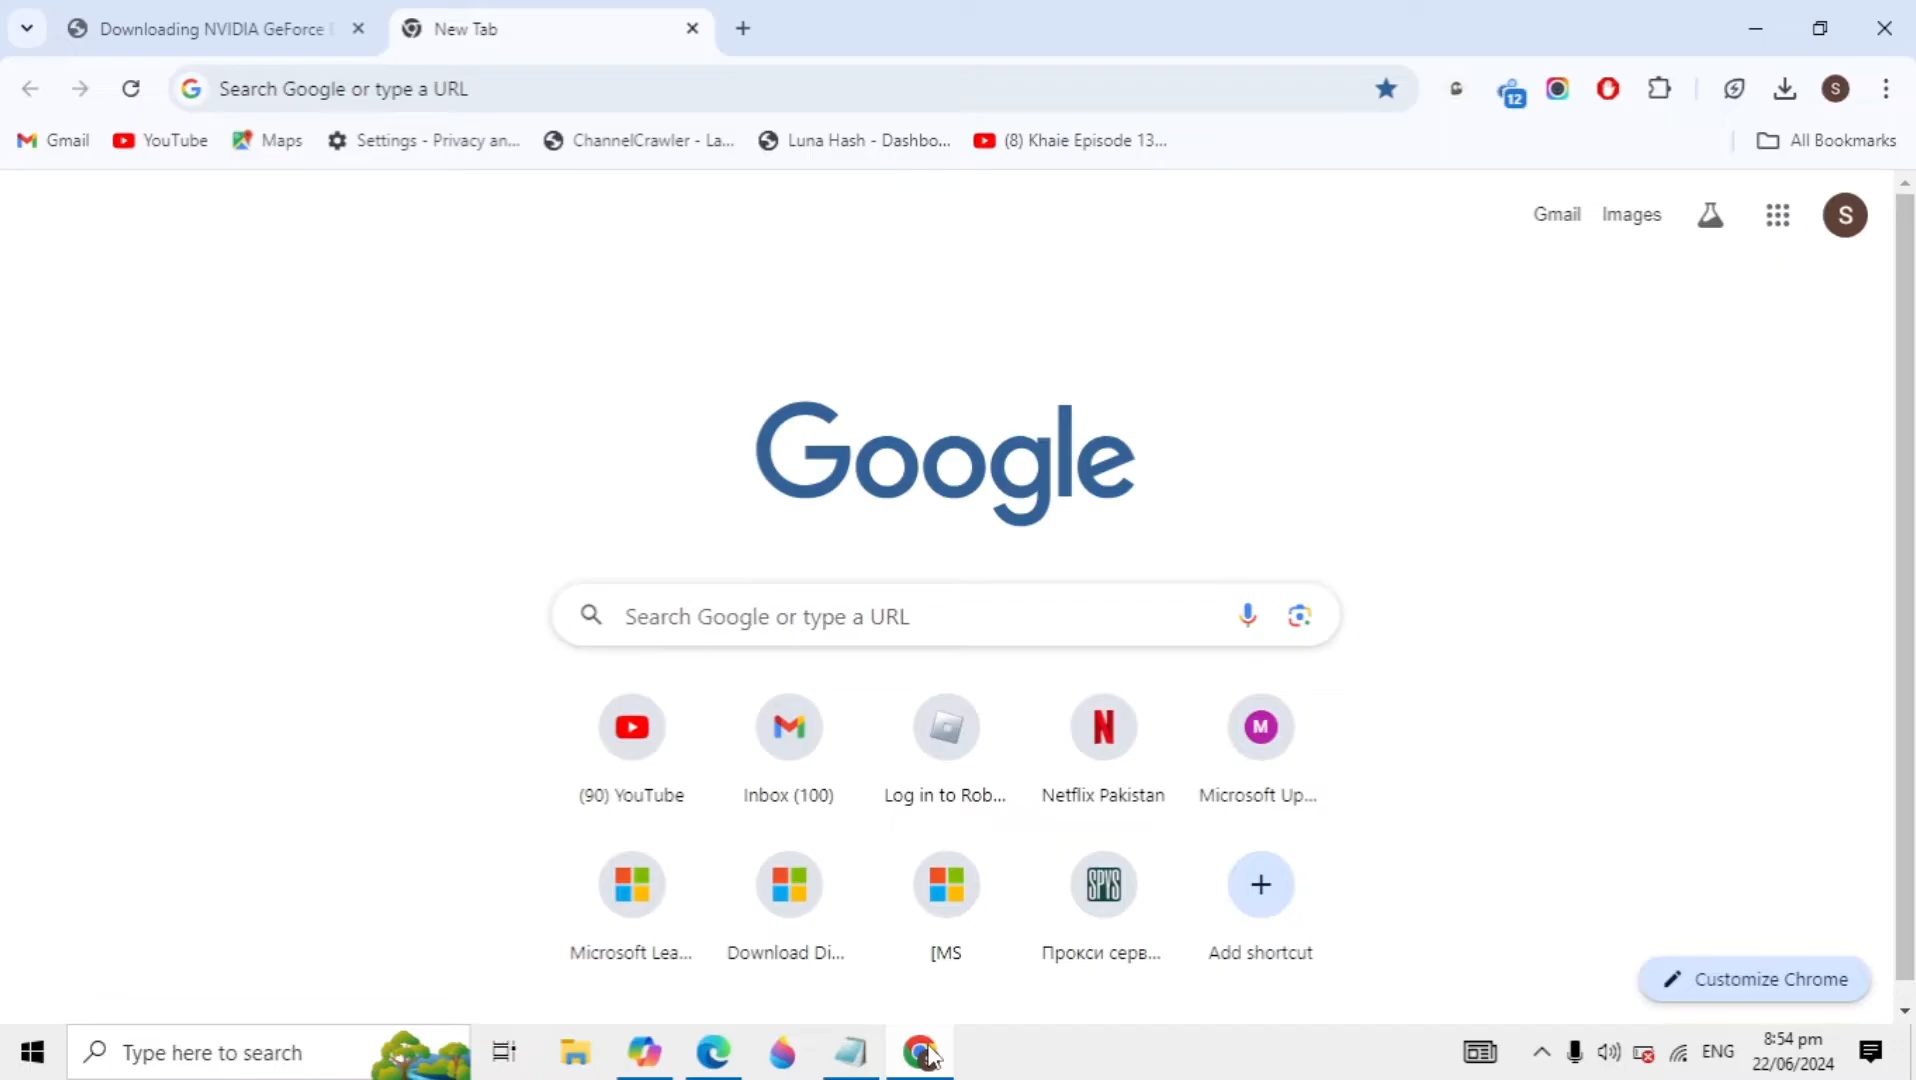 Downloading NVIDIA GeForce
New Tab
Search Google or type a URL
12
S
Gmail
YouTube
Maps
Settings - Privacy an...
ChannelCrawler - La...
Luna Hash - Dashbo...
(8) Khaie Episode 13...
All Bookmarks
Gmail
Images
S
Google
Search Google or type a URL
N
M
(90) YouTube
Inbox (100)
Log in to Rob...
Netflix Pakistan
Microsoft Up...
SPYS
Microsoft Lea...
Download Di...
[MS
Прокси серв...
Add shortcut
Customize Chrome
Type here to search
ENG
8:54 pm
22/06/2024